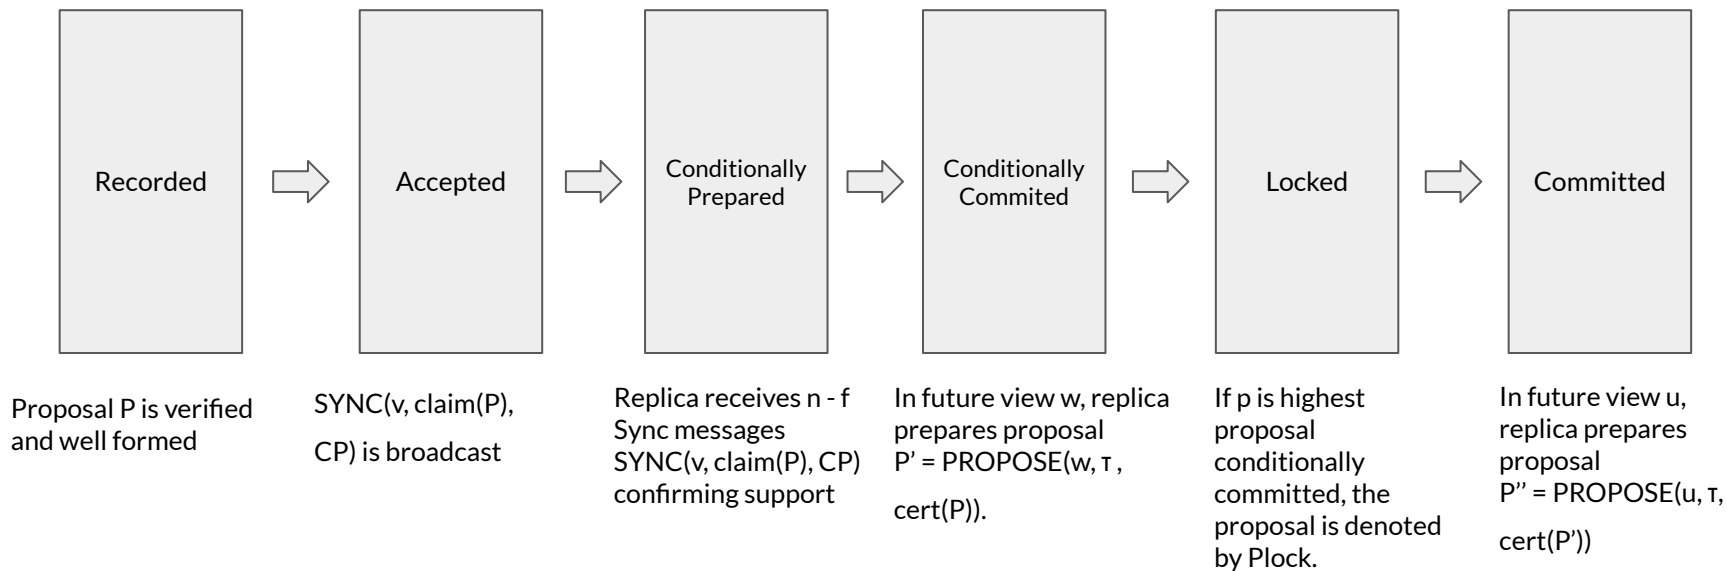 Recorded
Accepted
Conditionally
Prepared
Conditionally
Commited
Locked
Committed
Proposal P is verified
and well formed
SYNC(v, claim(P),
CP) is broadcast
Replica receives n - f
Sync messages
SYNC(v, claim(P), CP)
confirming support
In future view w, replica
prepares proposal
P’ = PROPOSE(w, τ ,
cert(P)).
If p is highest
proposal
conditionally
committed, the
proposal is denoted
by Plock.
In future view u,
replica prepares
proposal
P’’ = PROPOSE(u, τ,
cert(P’))